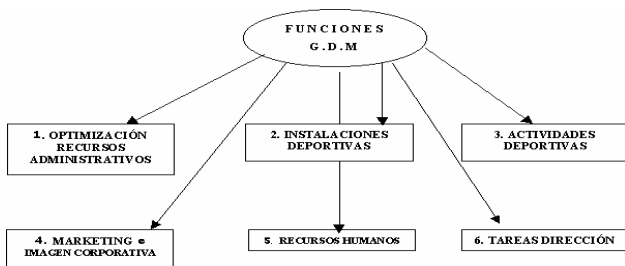 FUNCIONES
G.D.M
1. OPTIMIZACIÓN
RECURSOS
ADMINISTRATIVOS
2. INSTALACIONES
DEPORTIVAS
3. ACTIVIDADES
DEPORTIVAS
4. MARKETING e
IMAGEN CORPORATIVA
5. RECURSOS HUMANOS
6. TAREAS DIRECCIÓN